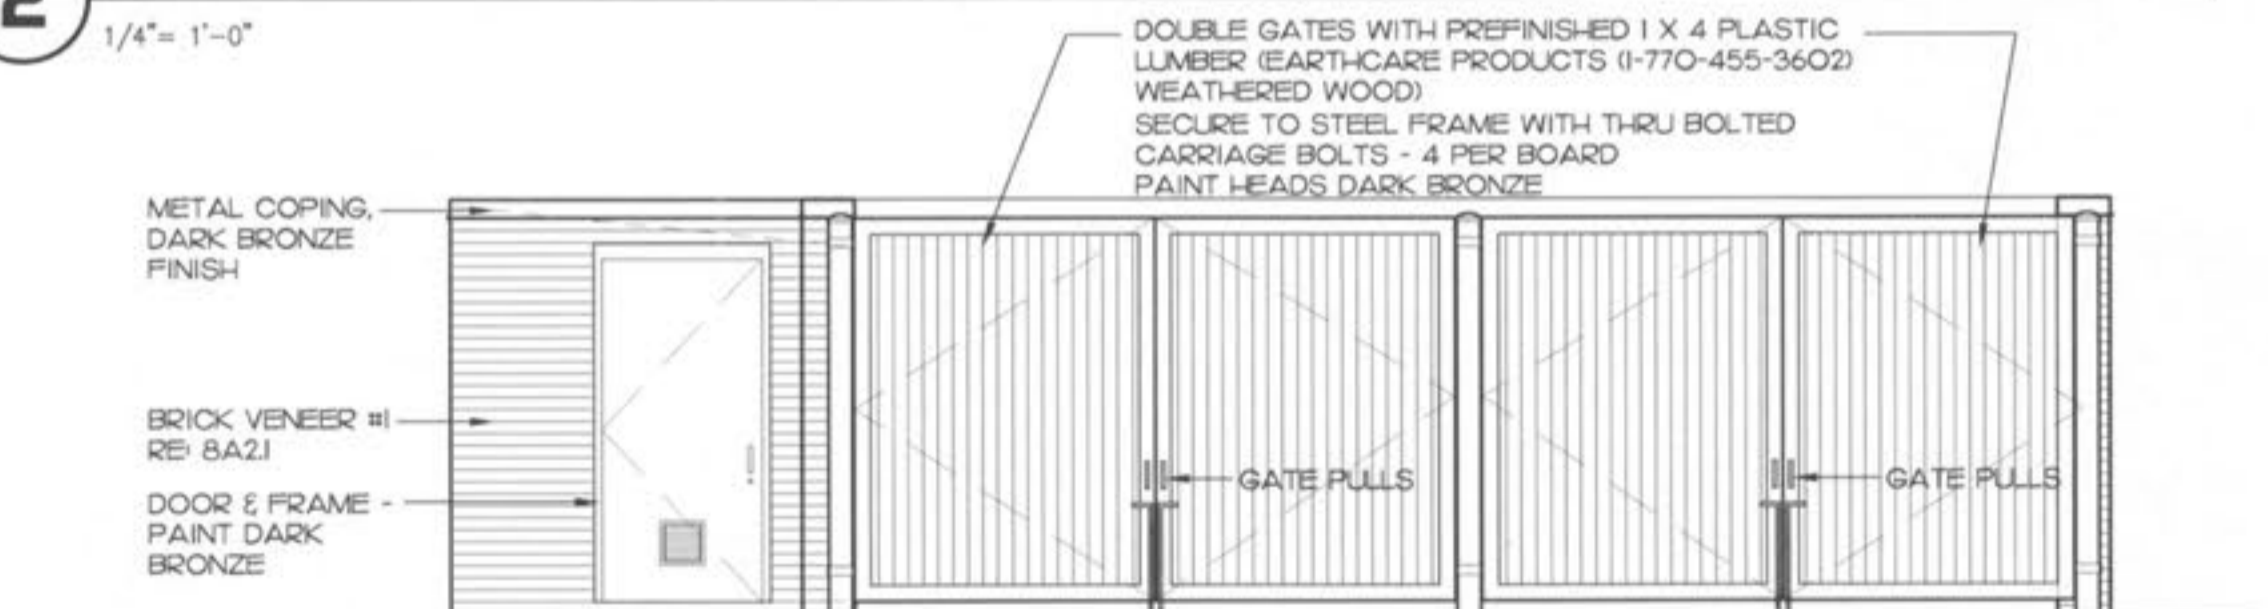 2
1/4"= 1'-0"
DOUBLE GATES WITH PREFINISHED 1 X 4 PLASTIC
LUMBER (EARTHCARE PRODUCTS (1-770-455-3602)
WEATHERED WOOD)
SECURE TO STEEL FRAME WITH THRU BOLTED
CARRIAGE BOLTS - 4 PER BOARD
PAINT HEADS DARK BRONZE
METAL COPING,
DARK BRONZE
FINISH
BRICK VENEER #1
RE: 8A2.1
DOOR & FRAME -
PAINT DARK
BRONZE
GATE PULLS
GATE PULLS